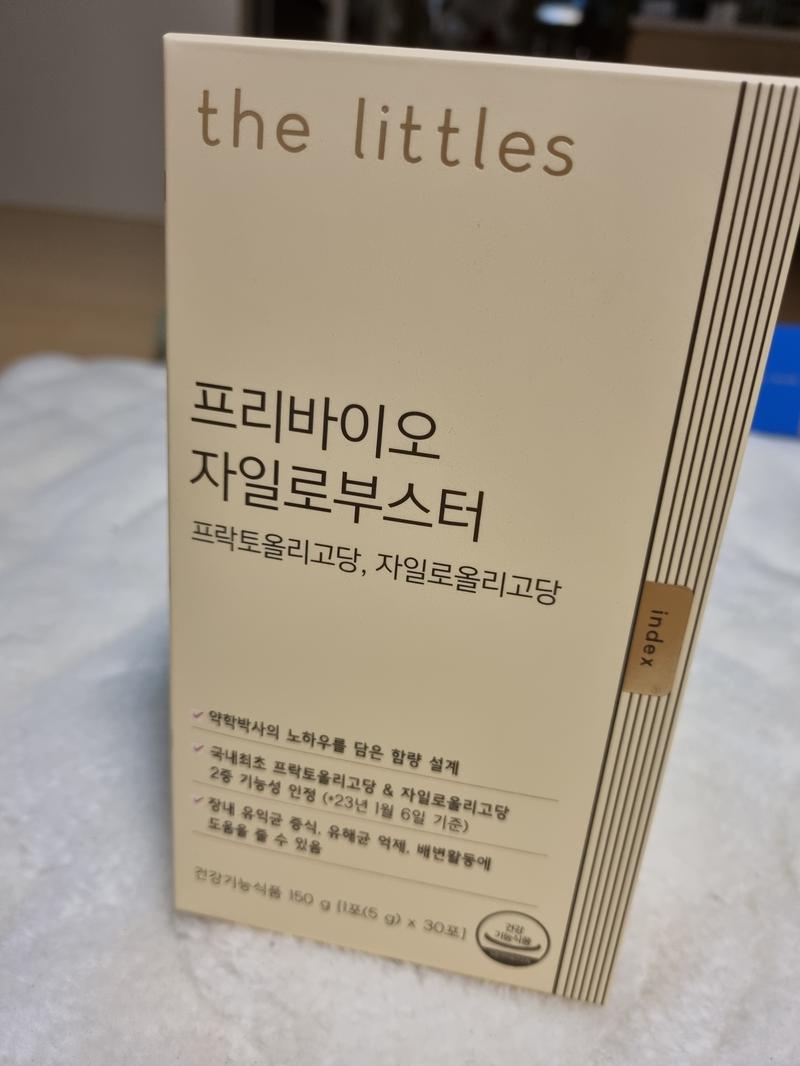 the littles
프리바이오
자일로부스터
프락토올리고당, 자일로올리고당
index
약학박사의 노하우를 담은 함량 설계
국내최초 프락토올리고당 & 자일로올리고당
2중 기능성 인정 (*23년 1월 6일 기준)
장내 유익균 증식, 유해균 억제, 배변활동에
도움을 줄 수 있음
건강기능식품 150 g [1포(5 g) x 30포]
건강
기능식품